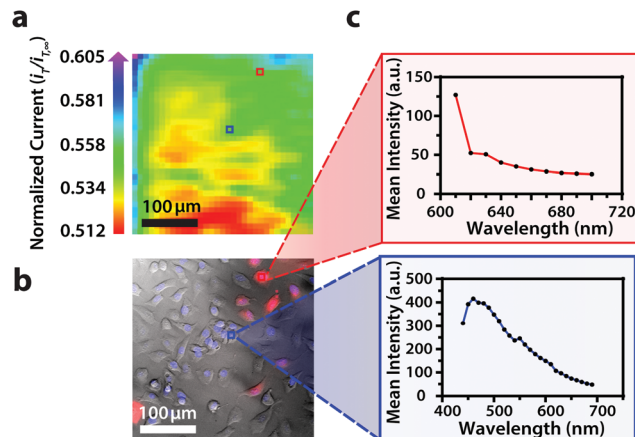 a
Normalized Current (iT/iT,∞)
0.605
0.581
0.558
0.534
0.512
100 µm
b
100 µm
c
Mean Intensity (a.u.)
150
100
50
0
600 640 680 720
Wavelength (nm)
Mean Intensity (a.u.)
500
400
300
200
100
0
400 500 600 700
Wavelength (nm)